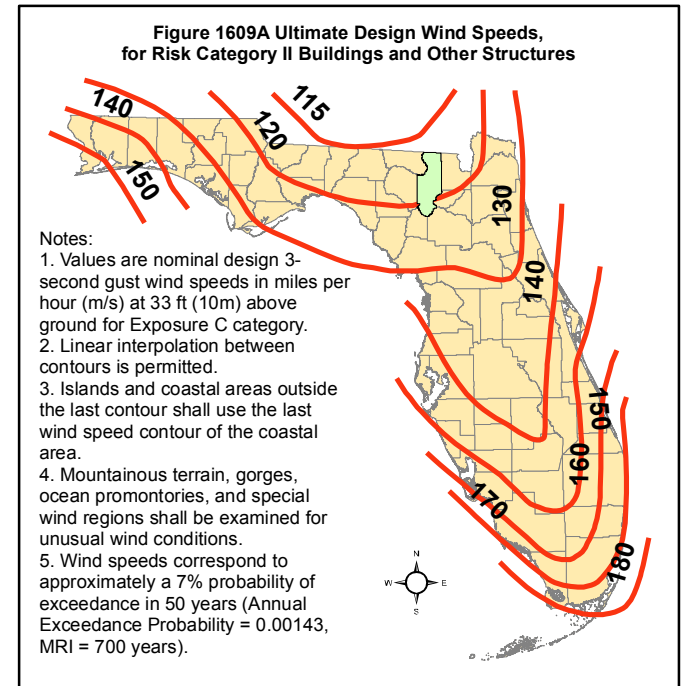 Figure 1609A Ultimate Design Wind Speeds,
for Risk Category II Buildings and Other Structures
115
140
120
150
130
140
Notes:
1. Values are nominal design 3-
second gust wind speeds in miles per
hour (m/s) at 33 ft (10m) above
ground for Exposure C category.
2. Linear interpolation between
contours is permitted.
3. Islands and coastal areas outside
the last contour shall use the last
wind speed contour of the coastal
area.
4. Mountainous terrain, gorges,
ocean promontories, and special
wind regions shall be examined for
unusual wind conditions.
5. Wind speeds correspond to
approximately a 7% probability of
exceedance in 50 years (Annual
Exceedance Probability = 0.00143,
MRI = 700 years).
150
160
170
180
N
W E
S